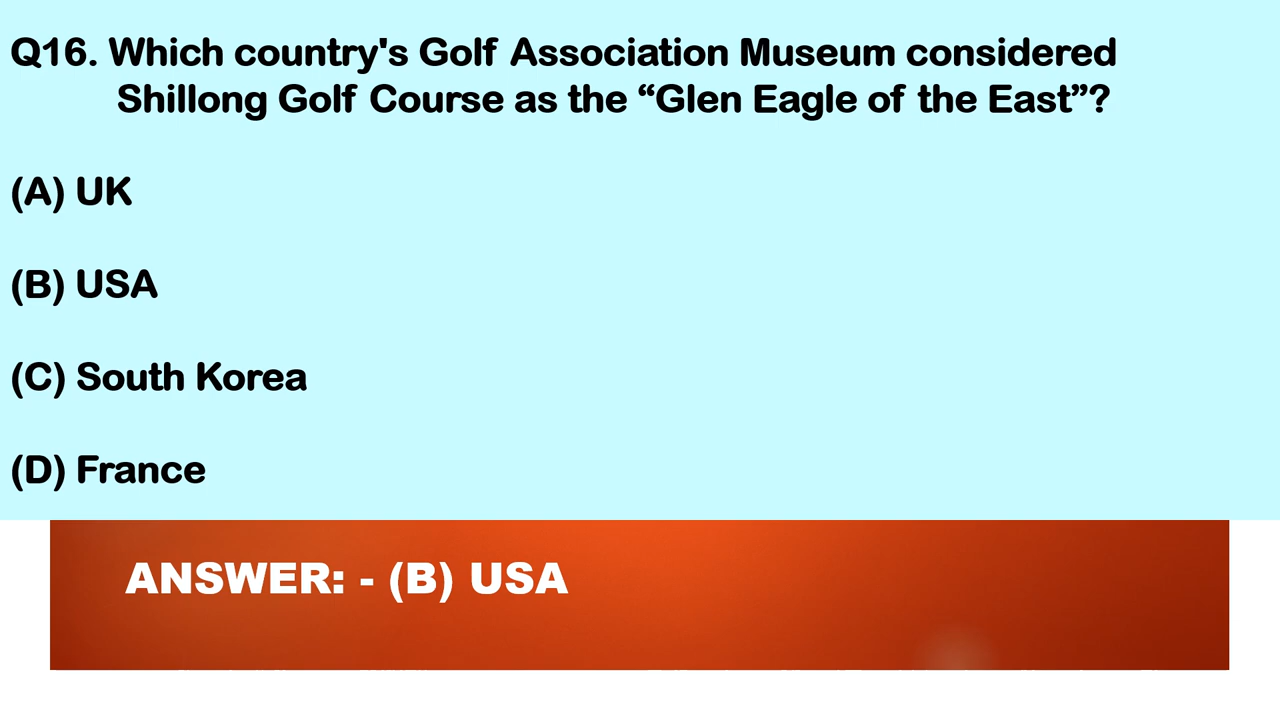 Q16. Which country's Golf Association Museum considered
Shillong Golf Course as the “Glen Eagle of the East”?
(A) UK
(B) USA
(C) South Korea
(D) France
ANSWER: - (B) USA